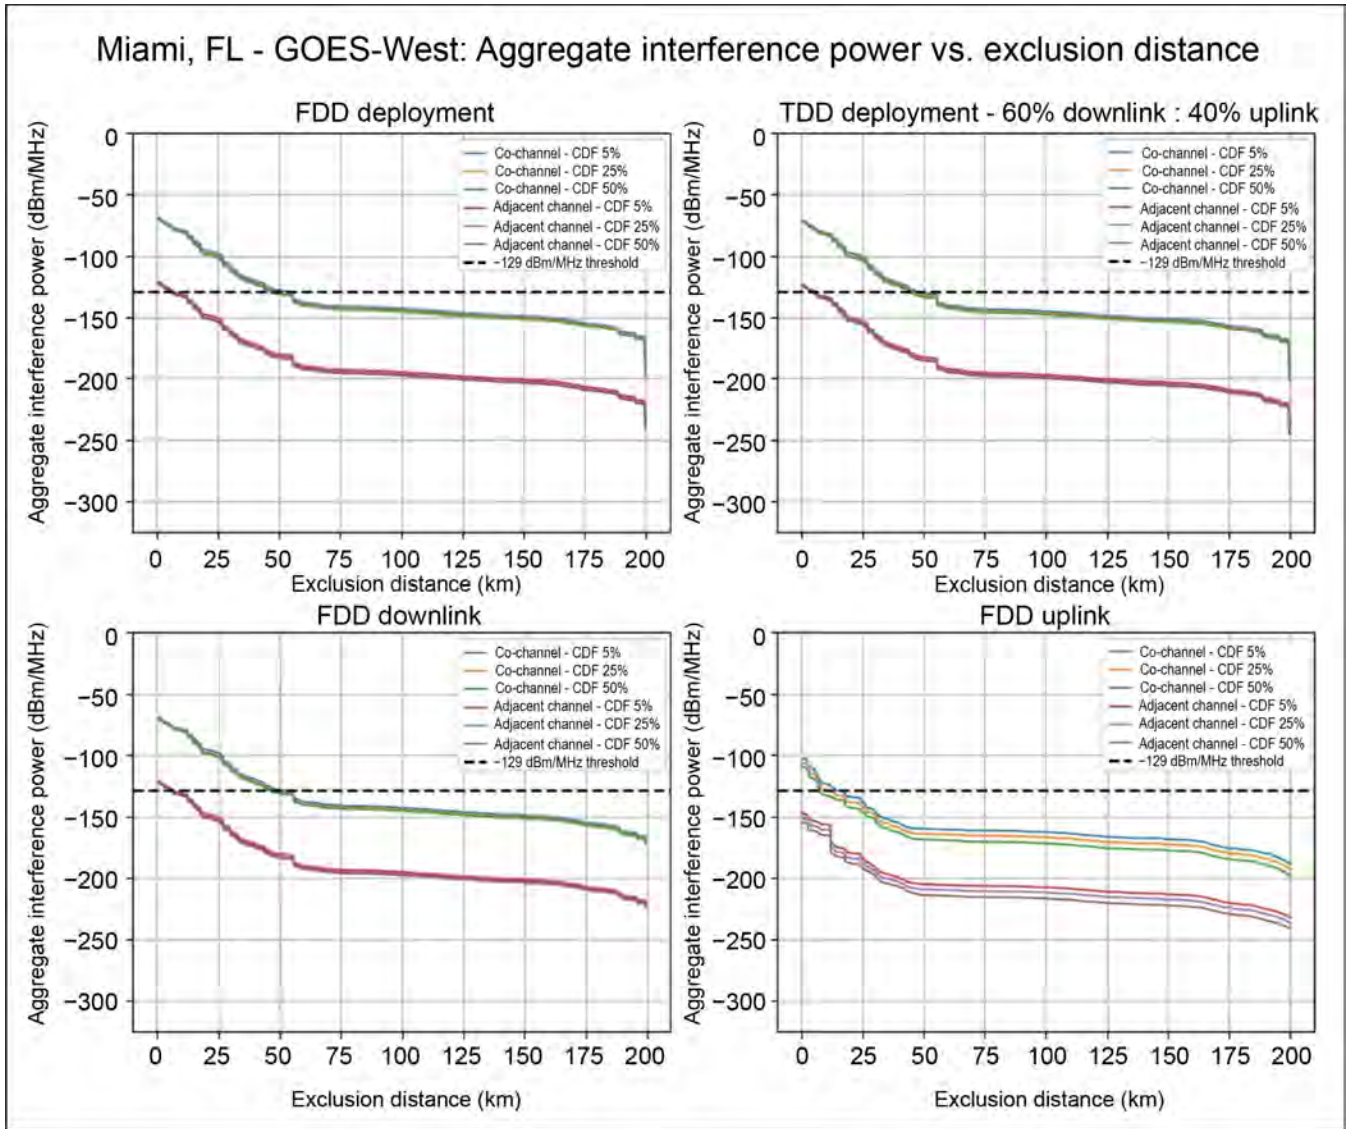 Miami, FL - GOES-West: Aggregate interference power vs. exclusion distance
FDD deployment
Aggregate interference power (dBm/MHz)
0
−50
−100
−150
−200
−250
−300
Co-channel - CDF 5%
Co-channel - CDF 25%
Co-channel - CDF 50%
Adjacent channel - CDF 5%
Adjacent channel - CDF 25%
Adjacent channel - CDF 50%
−129 dBm/MHz threshold
0 25 50 75 100 125 150 175 200
Exclusion distance (km)
TDD deployment - 60% downlink : 40% uplink
Aggregate interference power (dBm/MHz)
0
−50
−100
−150
−200
−250
−300
Co-channel - CDF 5%
Co-channel - CDF 25%
Co-channel - CDF 50%
Adjacent channel - CDF 5%
Adjacent channel - CDF 25%
Adjacent channel - CDF 50%
−129 dBm/MHz threshold
0 25 50 75 100 125 150 175 200
Exclusion distance (km)
FDD downlink
Aggregate interference power (dBm/MHz)
0
−50
−100
−150
−200
−250
−300
Co-channel - CDF 5%
Co-channel - CDF 25%
Co-channel - CDF 50%
Adjacent channel - CDF 5%
Adjacent channel - CDF 25%
Adjacent channel - CDF 50%
−129 dBm/MHz threshold
0 25 50 75 100 125 150 175 200
Exclusion distance (km)
FDD uplink
Aggregate interference power (dBm/MHz)
0
−50
−100
−150
−200
−250
−300
Co-channel - CDF 5%
Co-channel - CDF 25%
Co-channel - CDF 50%
Adjacent channel - CDF 5%
Adjacent channel - CDF 25%
Adjacent channel - CDF 50%
−129 dBm/MHz threshold
0 25 50 75 100 125 150 175 200
Exclusion distance (km)